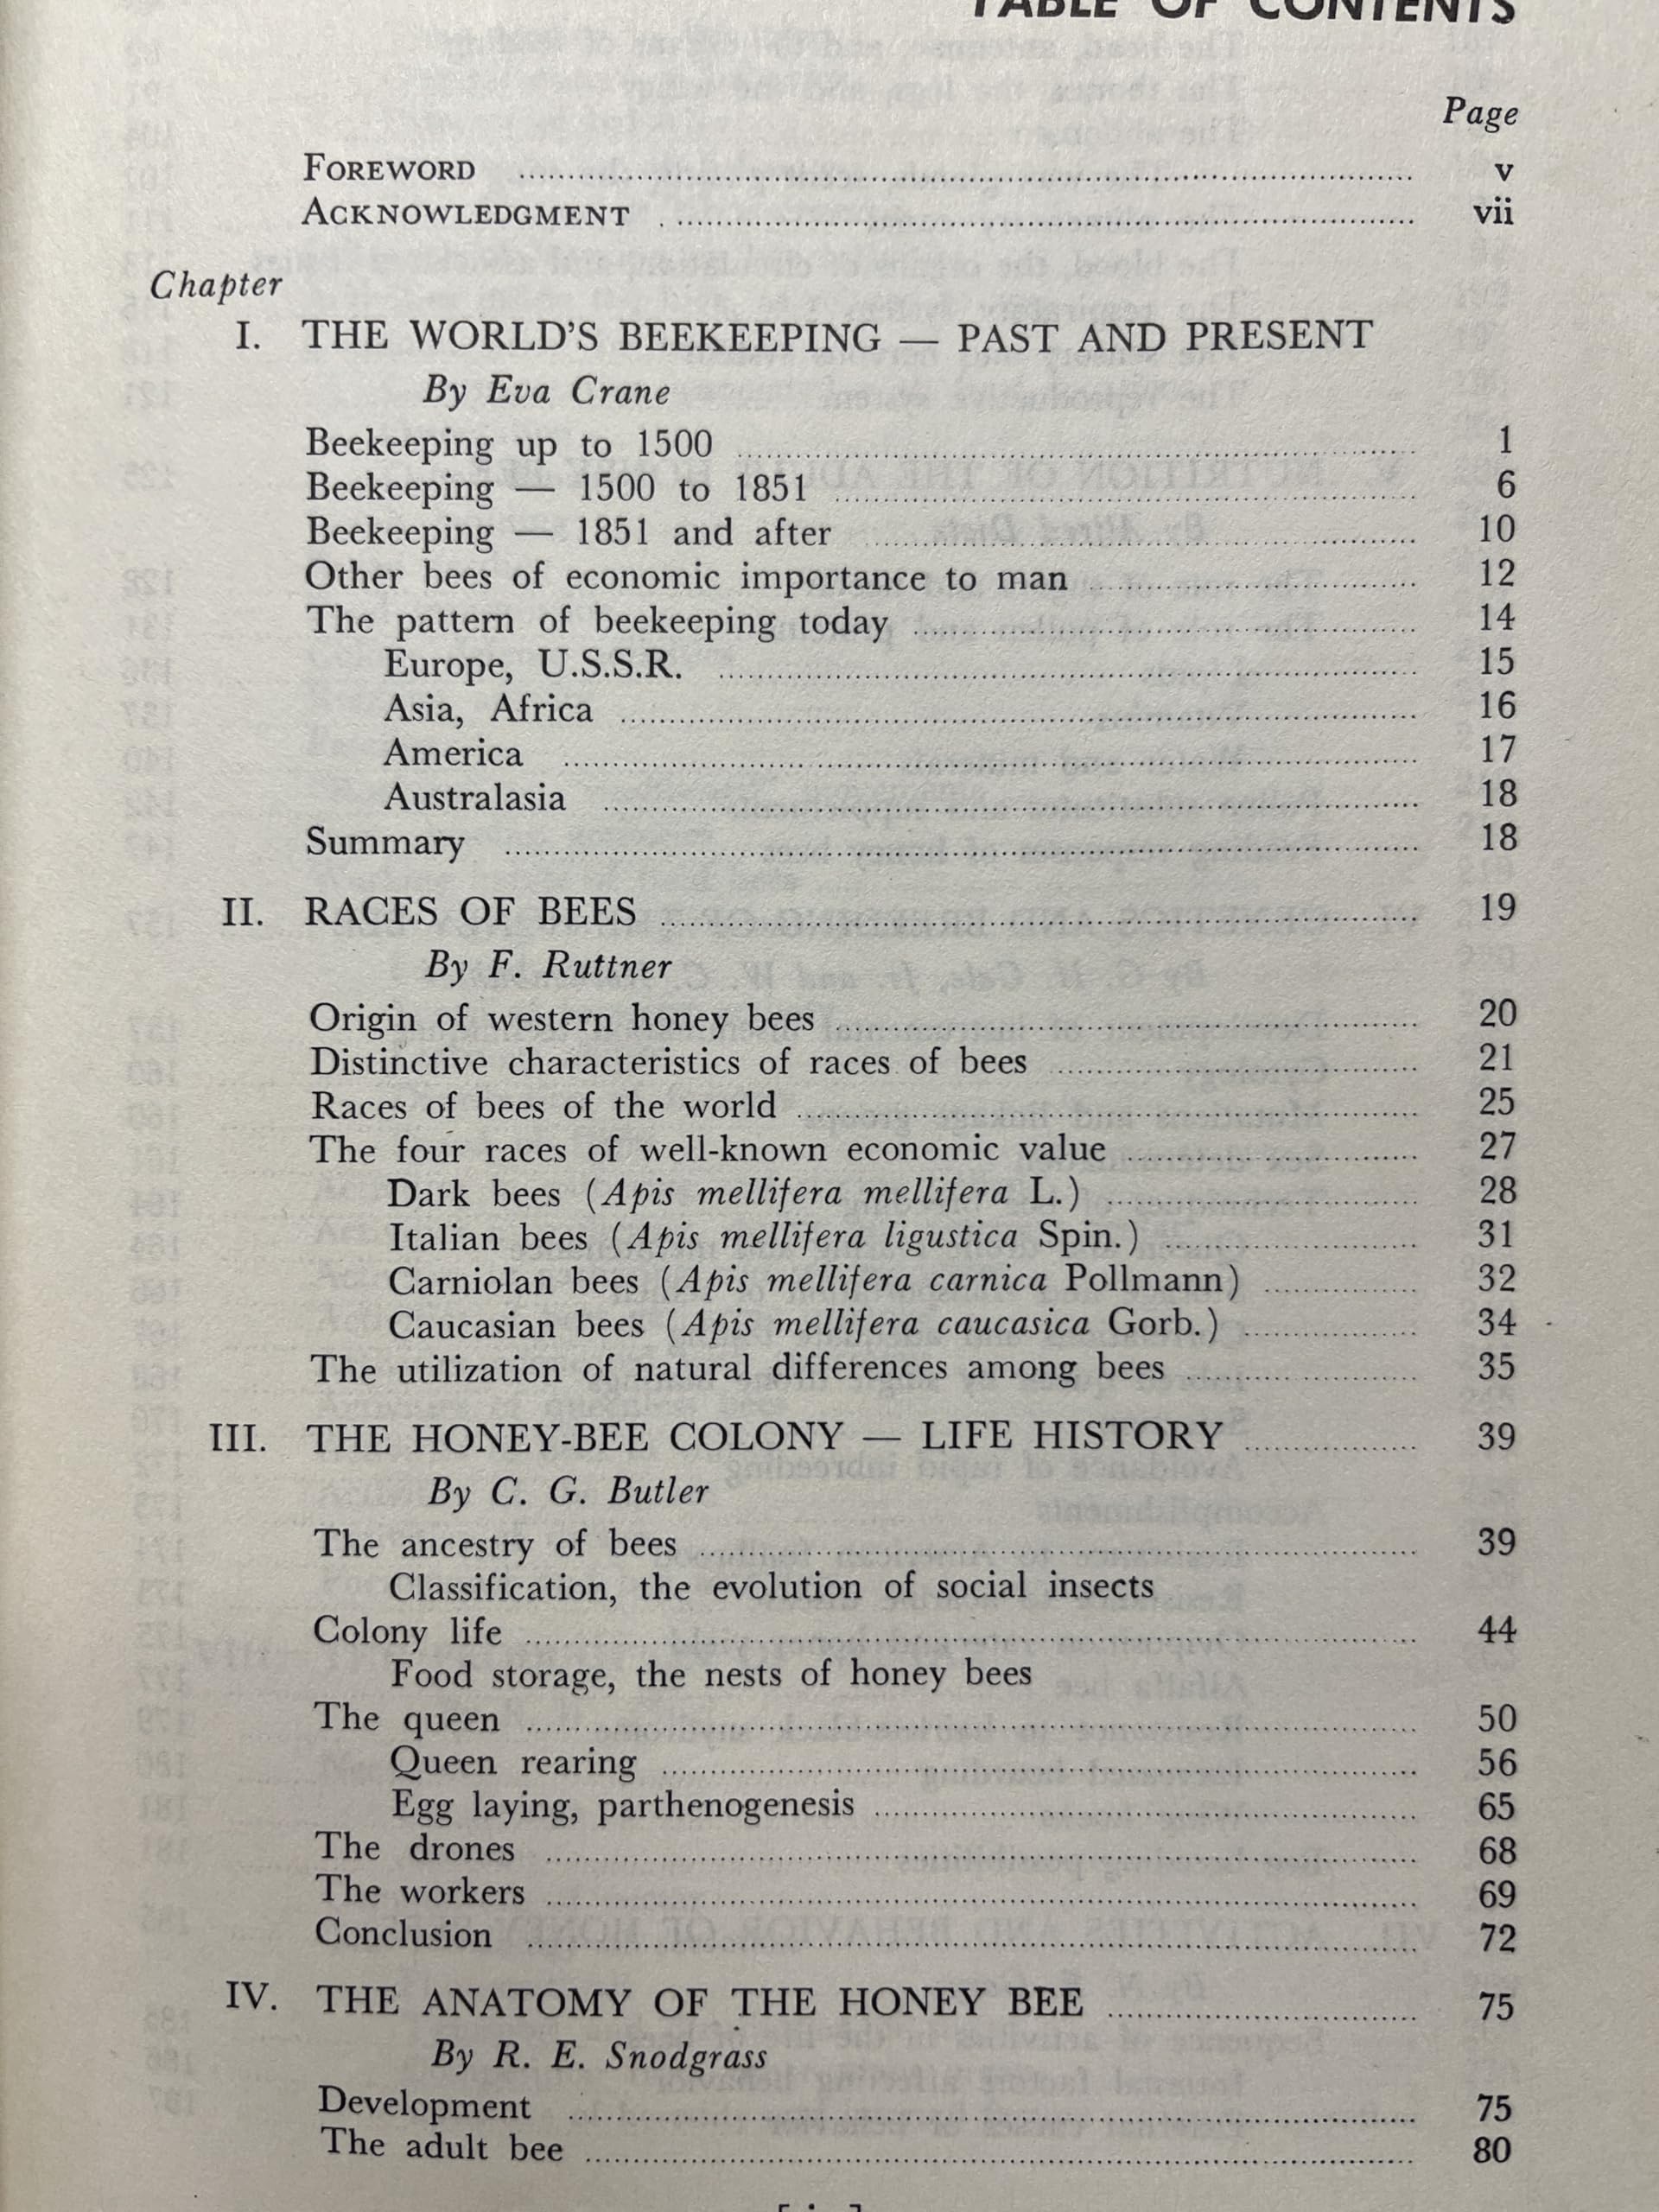 TABLE OF CONTENTS
Page
FOREWORD ........ v
ACKNOWLEDGMENT ........ vii
Chapter
I. THE WORLD'S BEEKEEPING — PAST AND PRESENT
By Eva Crane
Beekeeping up to 1500 ........ 1
Beekeeping — 1500 to 1851 ........ 6
Beekeeping — 1851 and after ........ 10
Other bees of economic importance to man ........ 12
The pattern of beekeeping today ........ 14
Europe, U.S.S.R. ........ 15
Asia, Africa ........ 16
America ........ 17
Australasia ........ 18
Summary ........ 18
II. RACES OF BEES ........ 19
By F. Ruttner
Origin of western honey bees ........ 20
Distinctive characteristics of races of bees ........ 21
Races of bees of the world ........ 25
The four races of well-known economic value ........ 27
Dark bees (Apis mellifera mellifera L.) ........ 28
Italian bees (Apis mellifera ligustica Spin.) ........ 31
Carniolan bees (Apis mellifera carnica Pollmann) ........ 32
Caucasian bees (Apis mellifera caucasica Gorb.) ........ 34
The utilization of natural differences among bees ........ 35
III. THE HONEY-BEE COLONY — LIFE HISTORY ........ 39
By C. G. Butler
The ancestry of bees ........ 39
Classification, the evolution of social insects
Colony life ........ 44
Food storage, the nests of honey bees
The queen ........ 50
Queen rearing ........ 56
Egg laying, parthenogenesis ........ 65
The drones ........ 68
The workers ........ 69
Conclusion ........ 72
IV. THE ANATOMY OF THE HONEY BEE ........ 75
By R. E. Snodgrass
Development ........ 75
The adult bee ........ 80